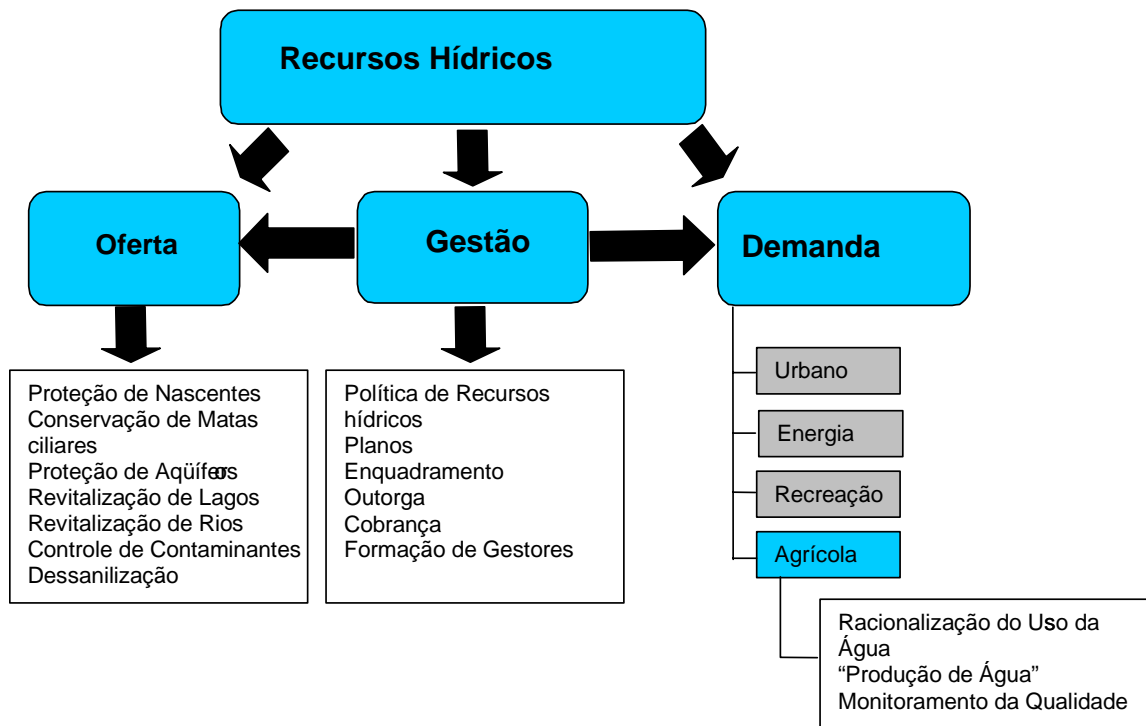 Recursos Hídricos
Oferta
Gestão
Demanda
Proteção de Nascentes
Conservação de Matas
ciliares
Proteção de Aqüíferos
Revitalização de Lagos
Revitalização de Rios
Controle de Contaminantes
Dessanilização
Política de Recursos
hídricos
Planos
Enquadramento
Outorga
Cobrança
Formação de Gestores
Urbano
Energia
Recreação
Agrícola
Racionalização do Uso da
Água
“Produção de Água”
Monitoramento da Qualidade